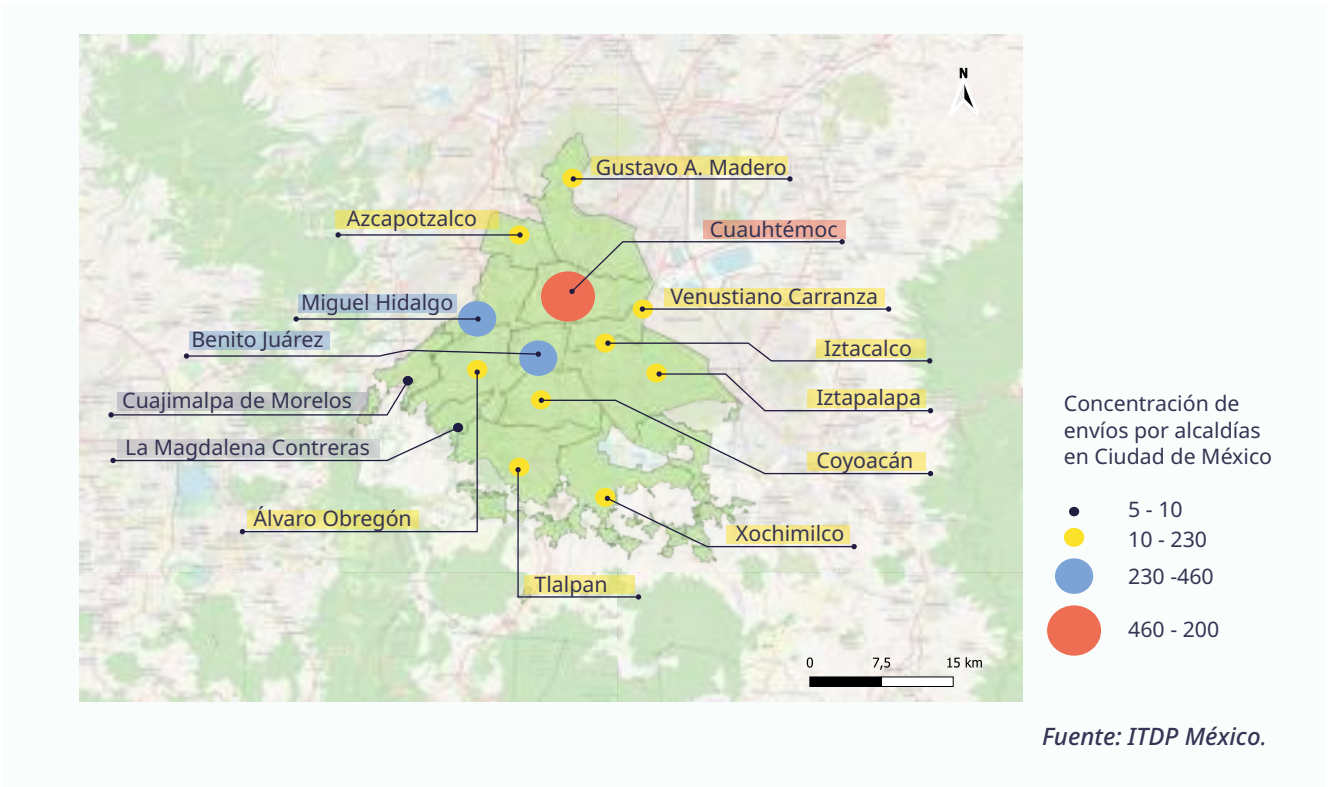 N
Gustavo A. Madero
Azcapotzalco
Cuauhtémoc
Miguel Hidalgo
Venustiano Carranza
Benito Juárez
Iztacalco
Cuajimalpa de Morelos
Iztapalapa
La Magdalena Contreras
Coyoacán
Álvaro Obregón
Xochimilco
Tlalpan
0 7,5 15 km
Concentración de
envíos por alcaldías
en Ciudad de México
5 - 10
10 - 230
230 -460
460 - 200
Fuente: ITDP México.